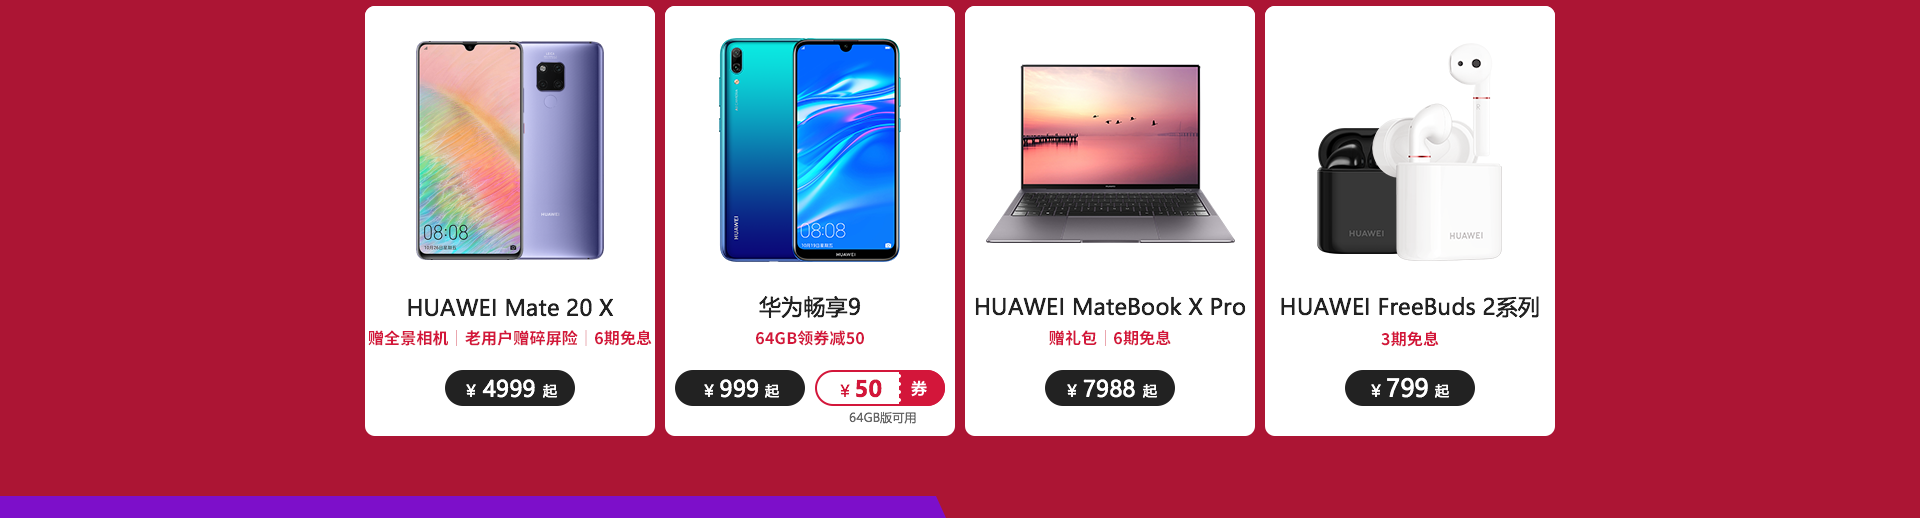 08:08
HUAWEI
HUAWEI
08:08
HUAWEI
HUAWEI
HUAWEI
HUAWEI Mate 20 X
赠全景相机｜老用户赠碎屏险｜6期免息
¥ 4999 起
华为畅享9
64GB领券减50
¥ 999 起
¥ 50 券
64GB版可用
HUAWEI MateBook X Pro
赠礼包｜6期免息
¥ 7988 起
HUAWEI FreeBuds 2系列
3期免息
¥ 799 起